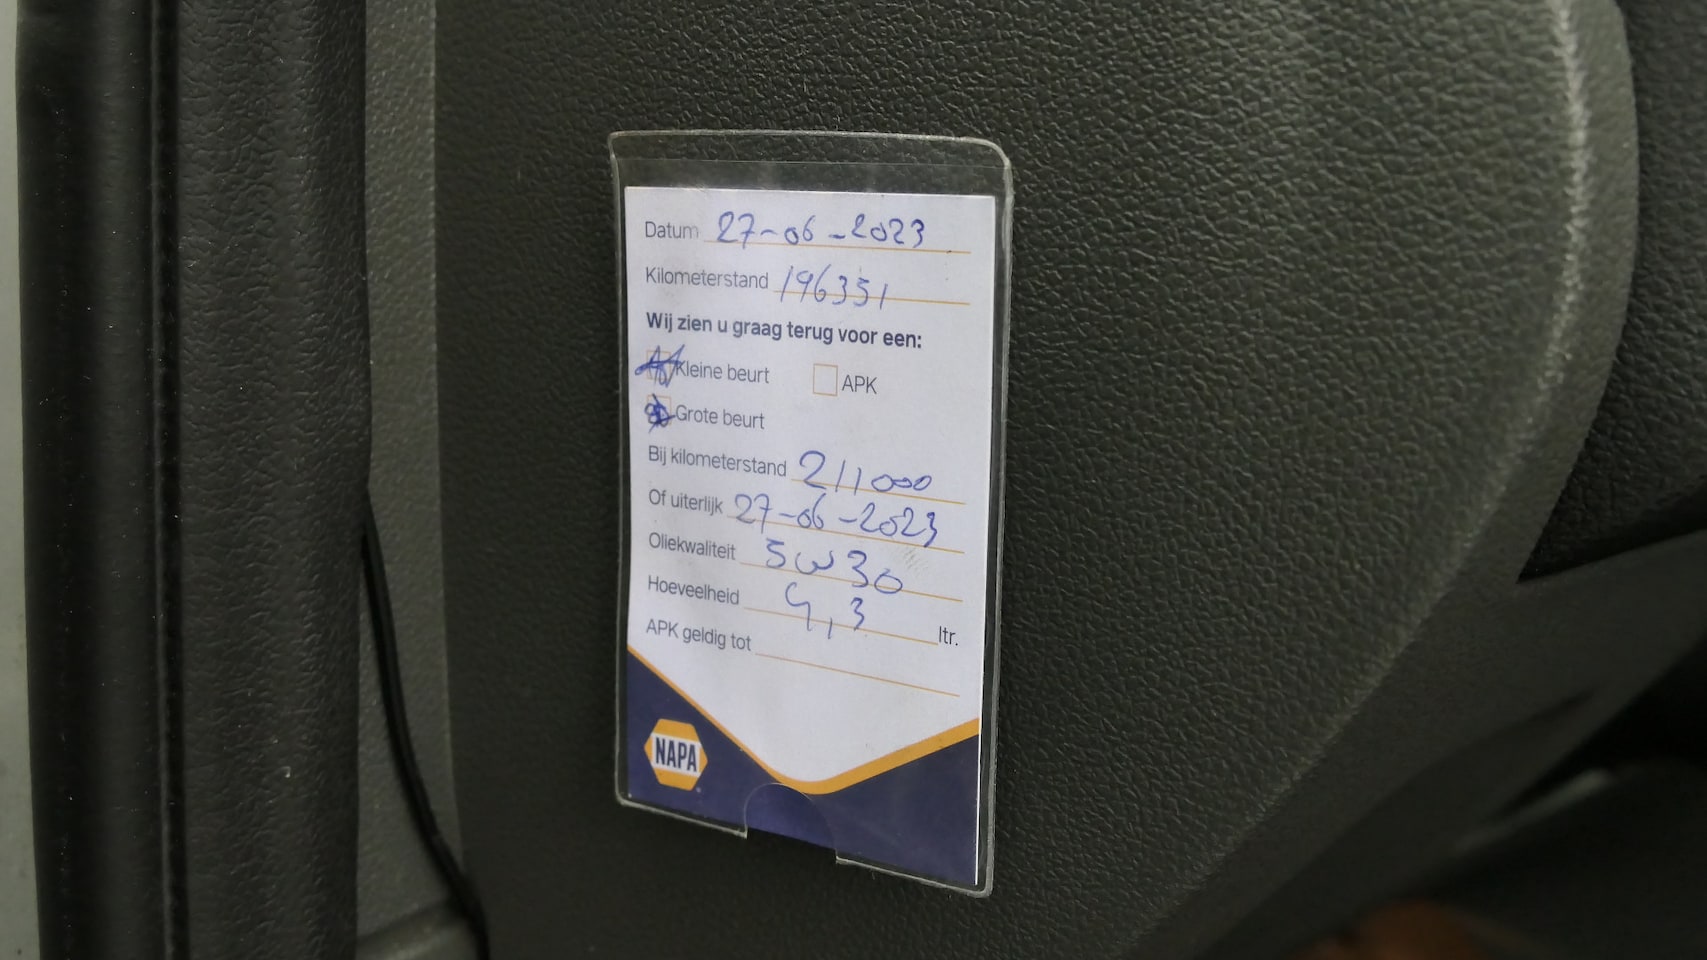 Datum 27-06-2023
Kilometerstand 196351
Wij zien u graag terug voor een:
Kleine beurt APK
Grote beurt
Bij kilometerstand 211000
Of uiterlijk 27-06-2023
Oliekwaliteit 5w30
Hoeveelheid 4,3 ltr.
APK geldig tot
NAPA